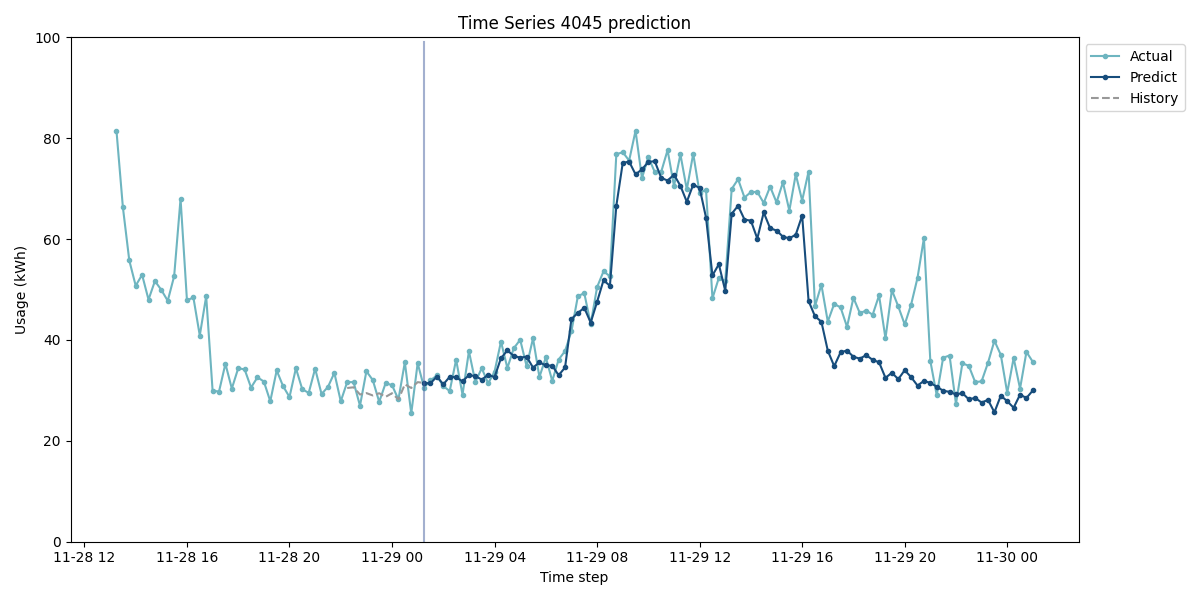 Time Series 4045 prediction
100
80
60
40
20
0
Usage (kWh)
11-28 12
11-28 16
11-28 20
11-29 00
11-29 04
11-29 08
11-29 12
11-29 16
11-29 20
11-30 00
Time step
Actual
Predict
History